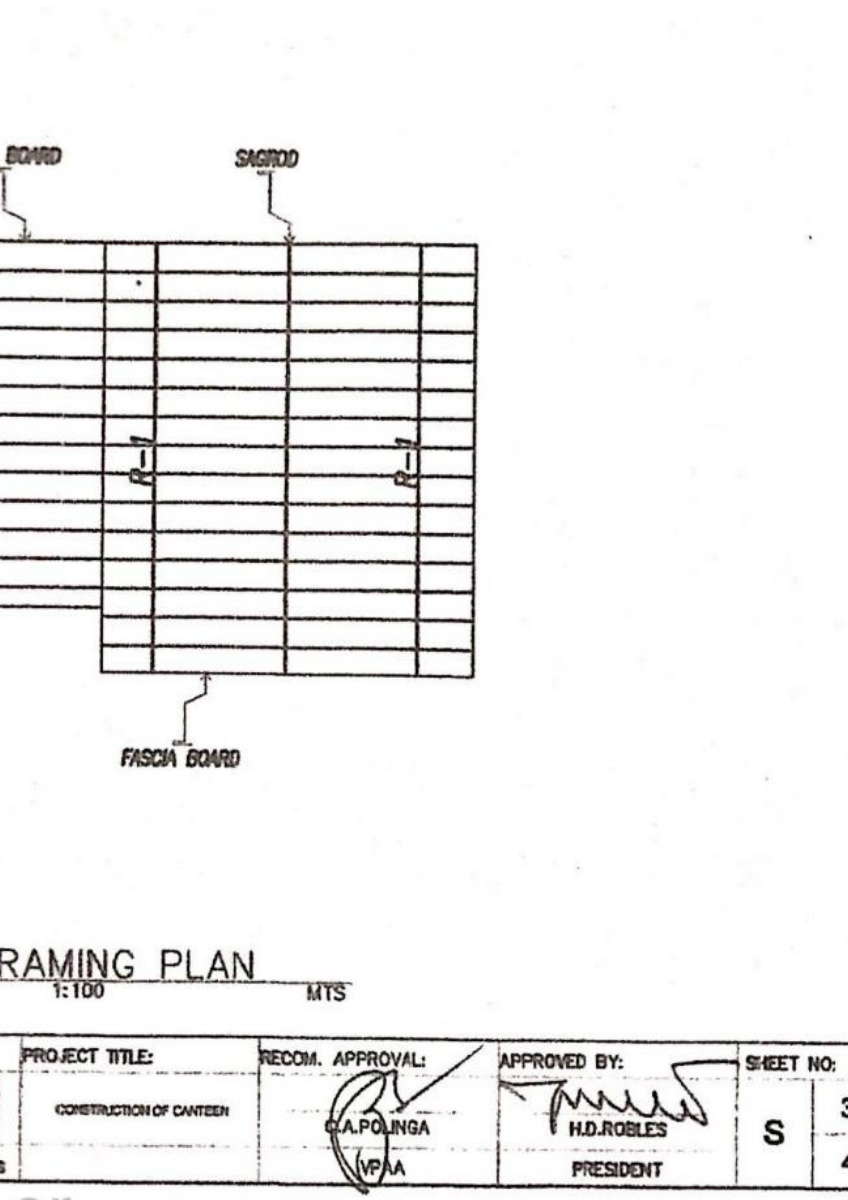 BOARD
SAGROD
R-1
R-1
FASCIA BOARD
RAMING PLAN
1:100 MTS
PROJECT TITLE:
CONSTRUCTION OF CANTEEN
RECOM. APPROVAL:
A.POLINGA
VPAA
APPROVED BY:
H.D.ROBLES
PRESIDENT
SHEET NO:
S
3
4